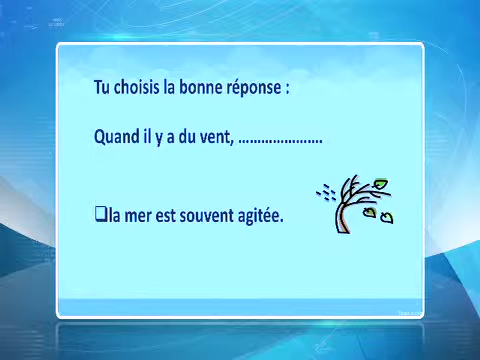 Tu choisis la bonne réponse :
Quand il y a du vent, .......................
❑la mer est souvent agitée.